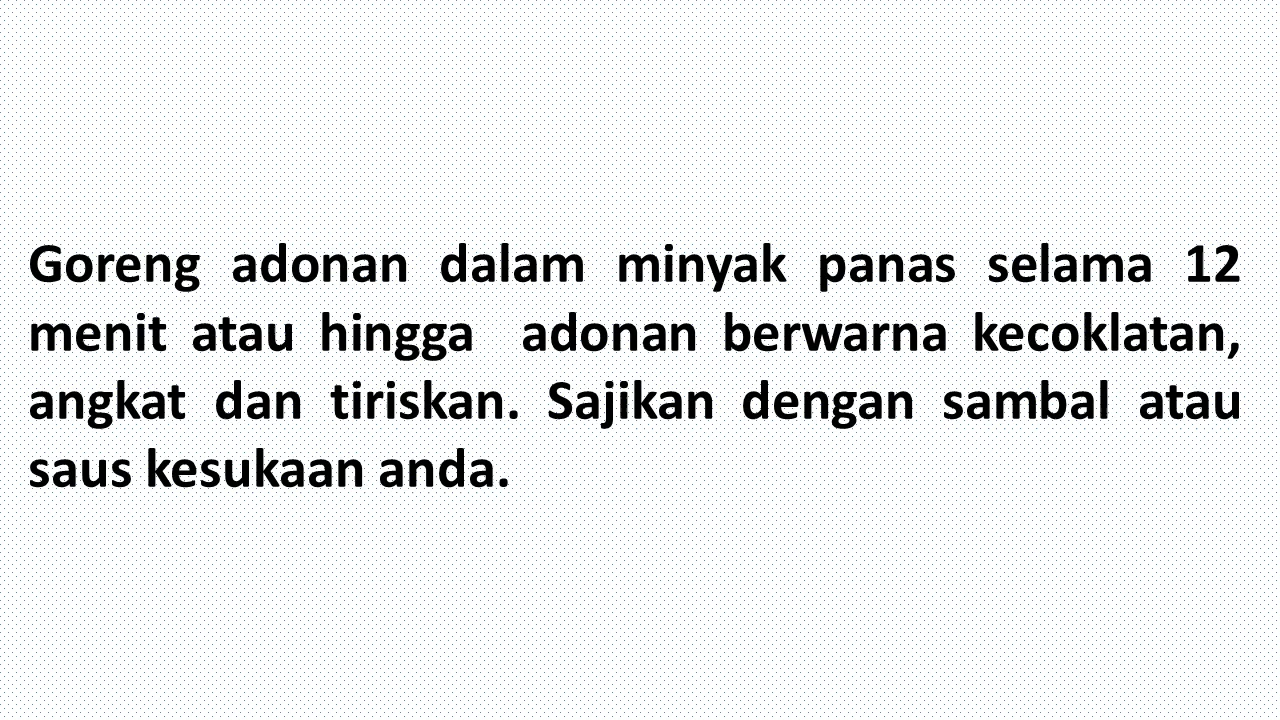 Goreng adonan dalam minyak panas selama 12
menit atau hingga  adonan berwarna kecoklatan,
angkat dan tiriskan. Sajikan dengan sambal atau
saus kesukaan anda.